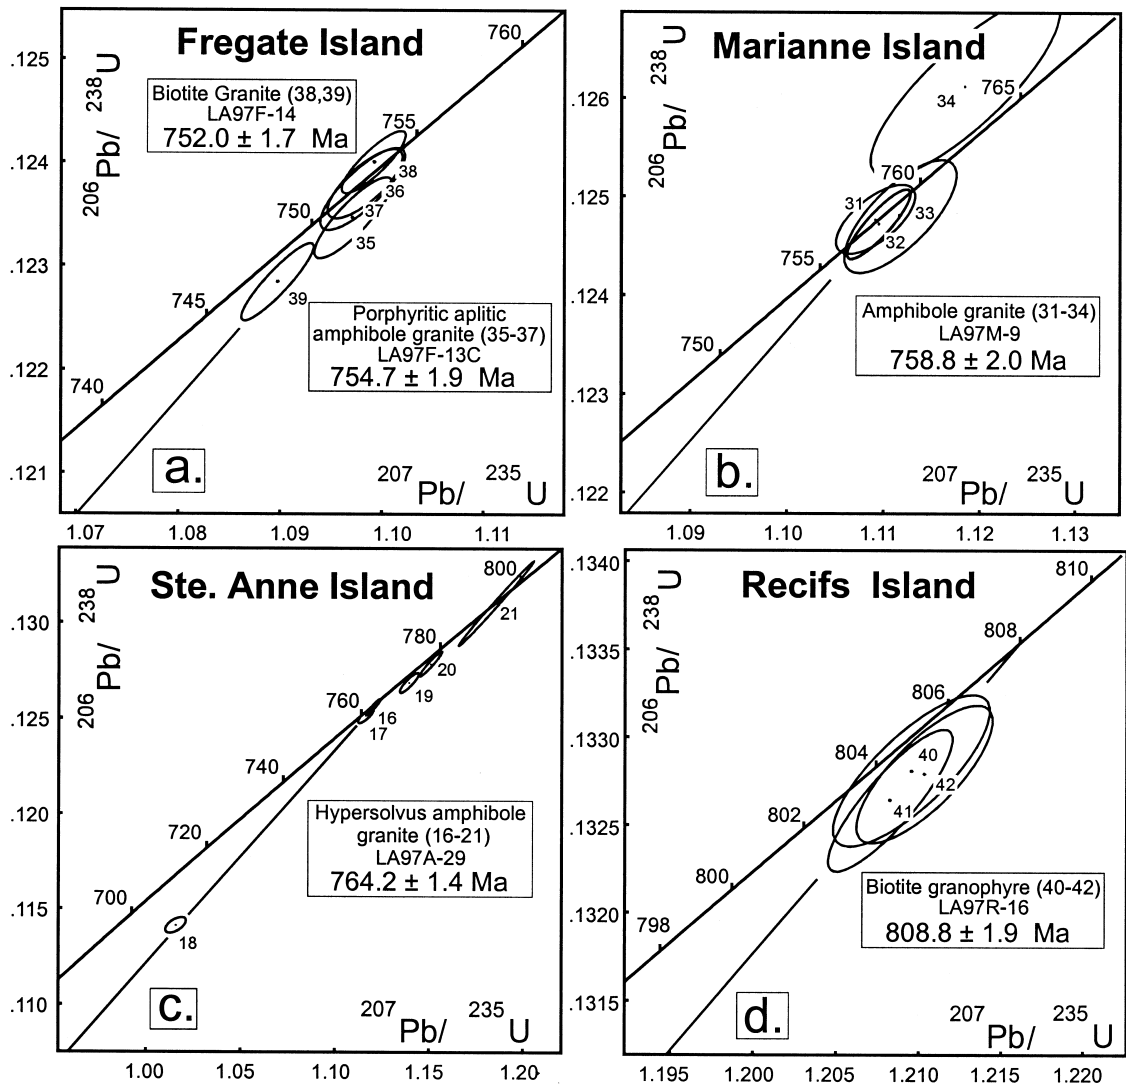 Fregate Island
206Pb/ 238U
.125
.124
.123
.122
.121
760
755
750
745
740
Biotite Granite (38,39)
LA97F-14
752.0 ± 1.7 Ma
38
36
37
35
39
Porphyritic aplitic
amphibole granite (35-37)
LA97F-13C
754.7 ± 1.9 Ma
a.
207Pb/ 235U
1.07 1.08 1.09 1.10 1.11
Marianne Island
206Pb/ 238U
.126
.125
.124
.123
.122
765
760
755
750
34
31
33
32
Amphibole granite (31-34)
LA97M-9
758.8 ± 2.0 Ma
b.
207Pb/ 235U
1.09 1.10 1.11 1.12 1.13
Ste. Anne Island
206Pb/ 238U
.130
.125
.120
.115
.110
800
780
760
740
720
700
21
20
19
16
17
18
Hypersolvus amphibole
granite (16-21)
LA97A-29
764.2 ± 1.4 Ma
c.
207Pb/ 235U
1.00 1.05 1.10 1.15 1.20
Recifs Island
206Pb/ 238U
.1340
.1335
.1330
.1325
.1320
.1315
810
808
806
804
802
800
798
40
42
41
Biotite granophyre (40-42)
LA97R-16
808.8 ± 1.9 Ma
d.
207Pb/ 235U
1.195 1.200 1.205 1.210 1.215 1.220